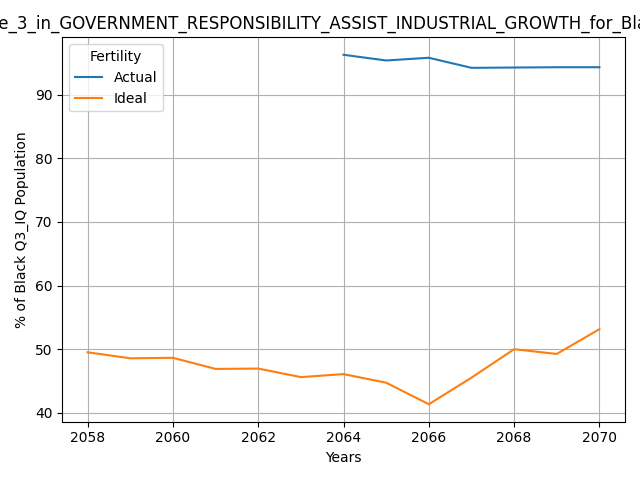 e_3_in_GOVERNMENT_RESPONSIBILITY_ASSIST_INDUSTRIAL_GROWTH_for_Bla
Fertility
Actual
Ideal
% of Black Q3_IQ Population
90
80
70
60
50
40
2058
2060
2062
2064
2066
2068
2070
Years